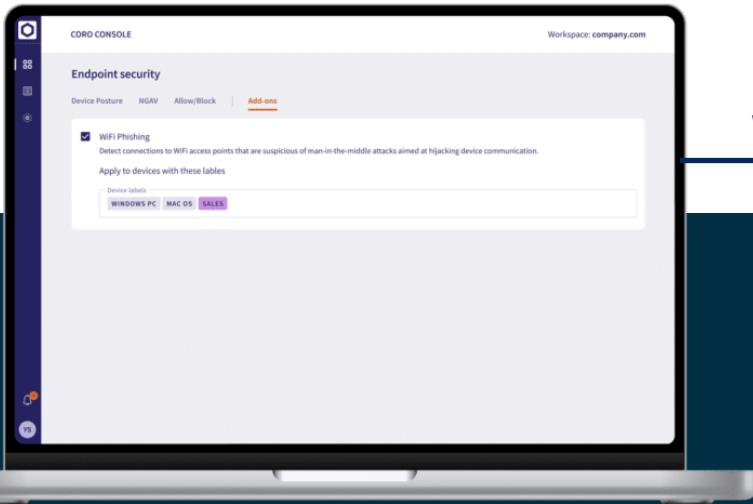 CORO CONSOLE
Workspace: company.com
Endpoint security
Device Posture NGAV Allow/Block Add-ons
WiFi Phishing
Detect connections to WiFi access points that are suspicious of man-in-the-middle attacks aimed at hijacking device communication.
Apply to devices with these lables
Device labels
WINDOWS PC MAC OS SALES
YS